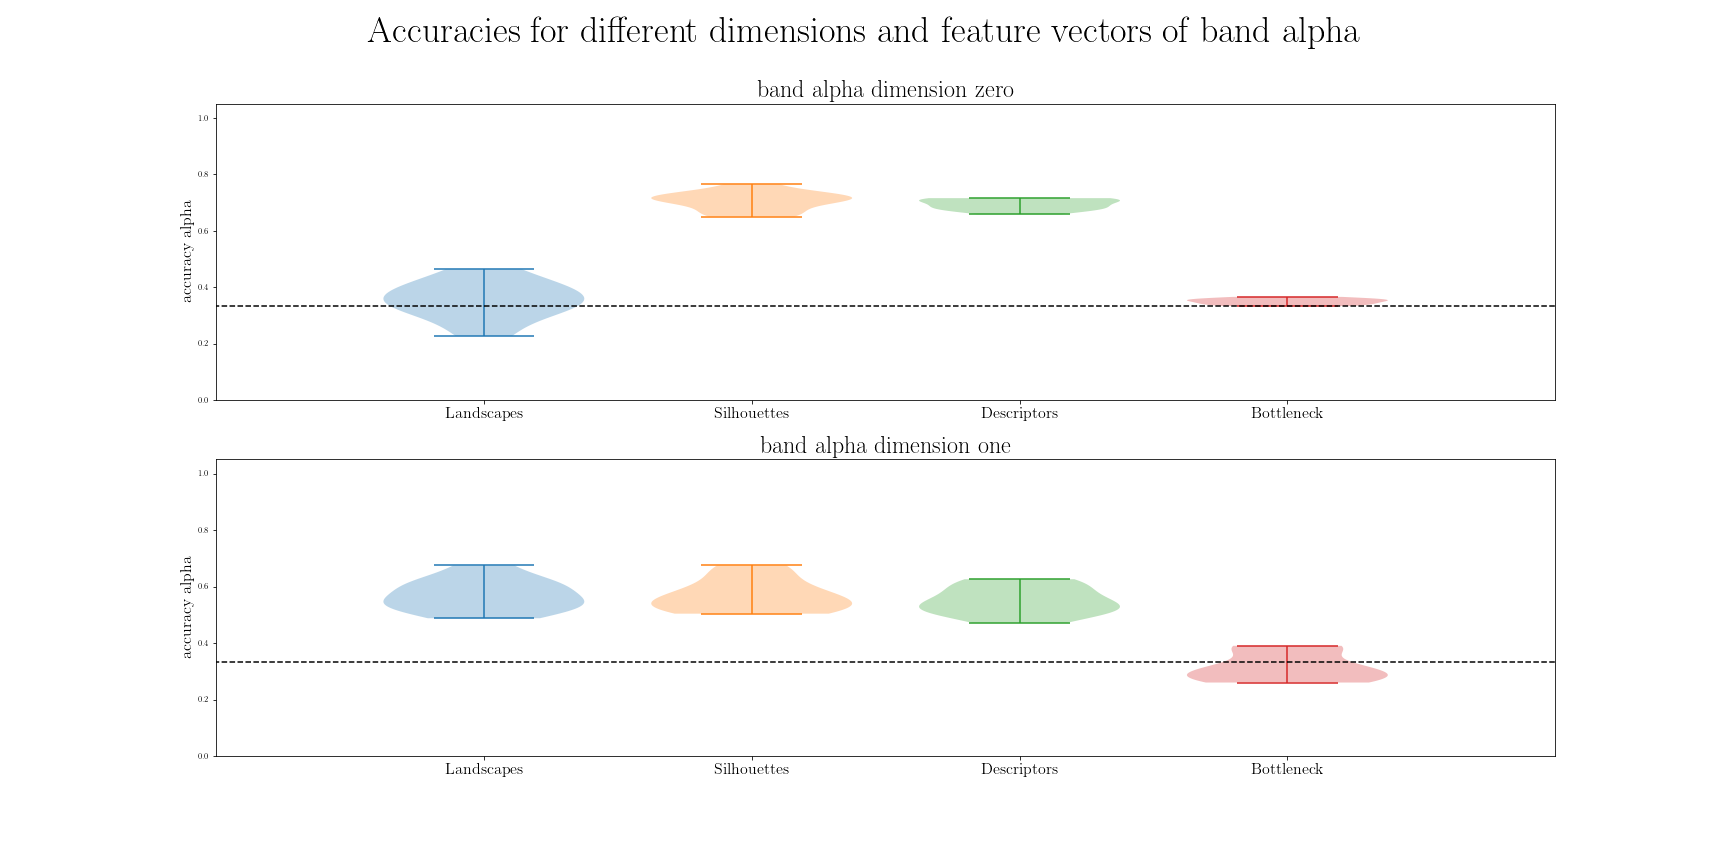 Accuracies for different dimensions and feature vectors of band alpha
band alpha dimension zero
accuracy alpha
1.0
0.8
0.6
0.4
0.2
0.0
Landscapes Silhouettes Descriptors Bottleneck
band alpha dimension one
accuracy alpha
1.0
0.8
0.6
0.4
0.2
0.0
Landscapes Silhouettes Descriptors Bottleneck